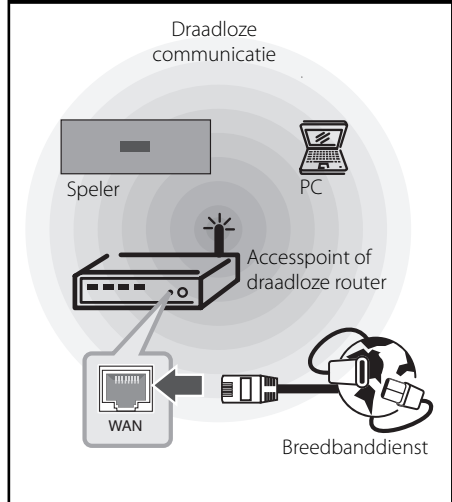 Draadloze
communicatie
Speler
PC
Accesspoint of
draadloze router
WAN
Breedbanddienst